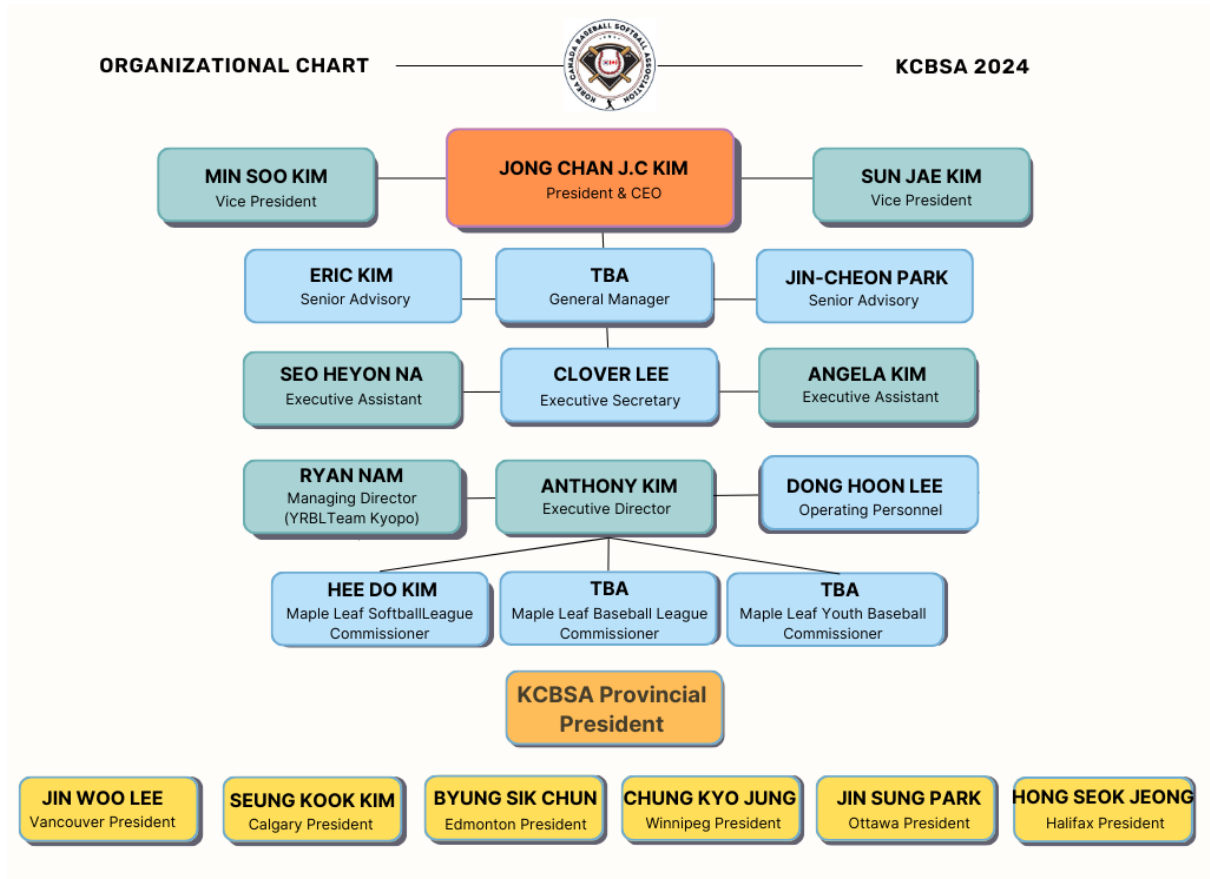 ORGANIZATIONAL CHART
KOREA CANADA BASEBALL SOFTBALL ASSOCIATION
KCBSA 2024
MIN SOO KIM
Vice President
JONG CHAN J.C KIM
President & CEO
SUN JAE KIM
Vice President
ERIC KIM
Senior Advisory
TBA
General Manager
JIN-CHEON PARK
Senior Advisory
SEO HEYON NA
Executive Assistant
CLOVER LEE
Executive Secretary
ANGELA KIM
Executive Assistant
RYAN NAM
Managing Director
(YRBLTeam Kyopo)
ANTHONY KIM
Executive Director
DONG HOON LEE
Operating Personnel
HEE DO KIM
Maple Leaf SoftballLeague
Commissioner
TBA
Maple Leaf Baseball League
Commissioner
TBA
Maple Leaf Youth Baseball
Commissioner
KCBSA Provincial
President
JIN WOO LEE
Vancouver President
SEUNG KOOK KIM
Calgary President
BYUNG SIK CHUN
Edmonton President
CHUNG KYO JUNG
Winnipeg President
JIN SUNG PARK
Ottawa President
HONG SEOK JEONG
Halifax President